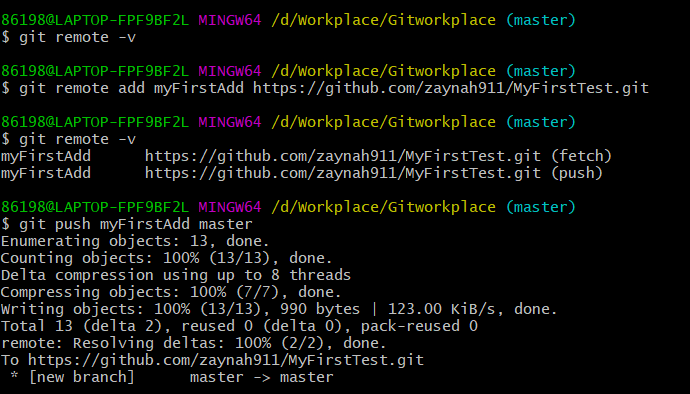 86198@LAPTOP-FPF9BF2L MINGW64 /d/Workplace/Gitworkplace (master)
$ git remote -v
86198@LAPTOP-FPF9BF2L MINGW64 /d/Workplace/Gitworkplace (master)
$ git remote add myFirstAdd https://github.com/zaynah911/MyFirstTest.git
86198@LAPTOP-FPF9BF2L MINGW64 /d/Workplace/Gitworkplace (master)
$ git remote -v
myFirstAdd      https://github.com/zaynah911/MyFirstTest.git (fetch)
myFirstAdd      https://github.com/zaynah911/MyFirstTest.git (push)
86198@LAPTOP-FPF9BF2L MINGW64 /d/Workplace/Gitworkplace (master)
$ git push myFirstAdd master
Enumerating objects: 13, done.
Counting objects: 100% (13/13), done.
Delta compression using up to 8 threads
Compressing objects: 100% (7/7), done.
Writing objects: 100% (13/13), 990 bytes | 123.00 KiB/s, done.
Total 13 (delta 2), reused 0 (delta 0), pack-reused 0
remote: Resolving deltas: 100% (2/2), done.
To https://github.com/zaynah911/MyFirstTest.git
 * [new branch]      master -> master